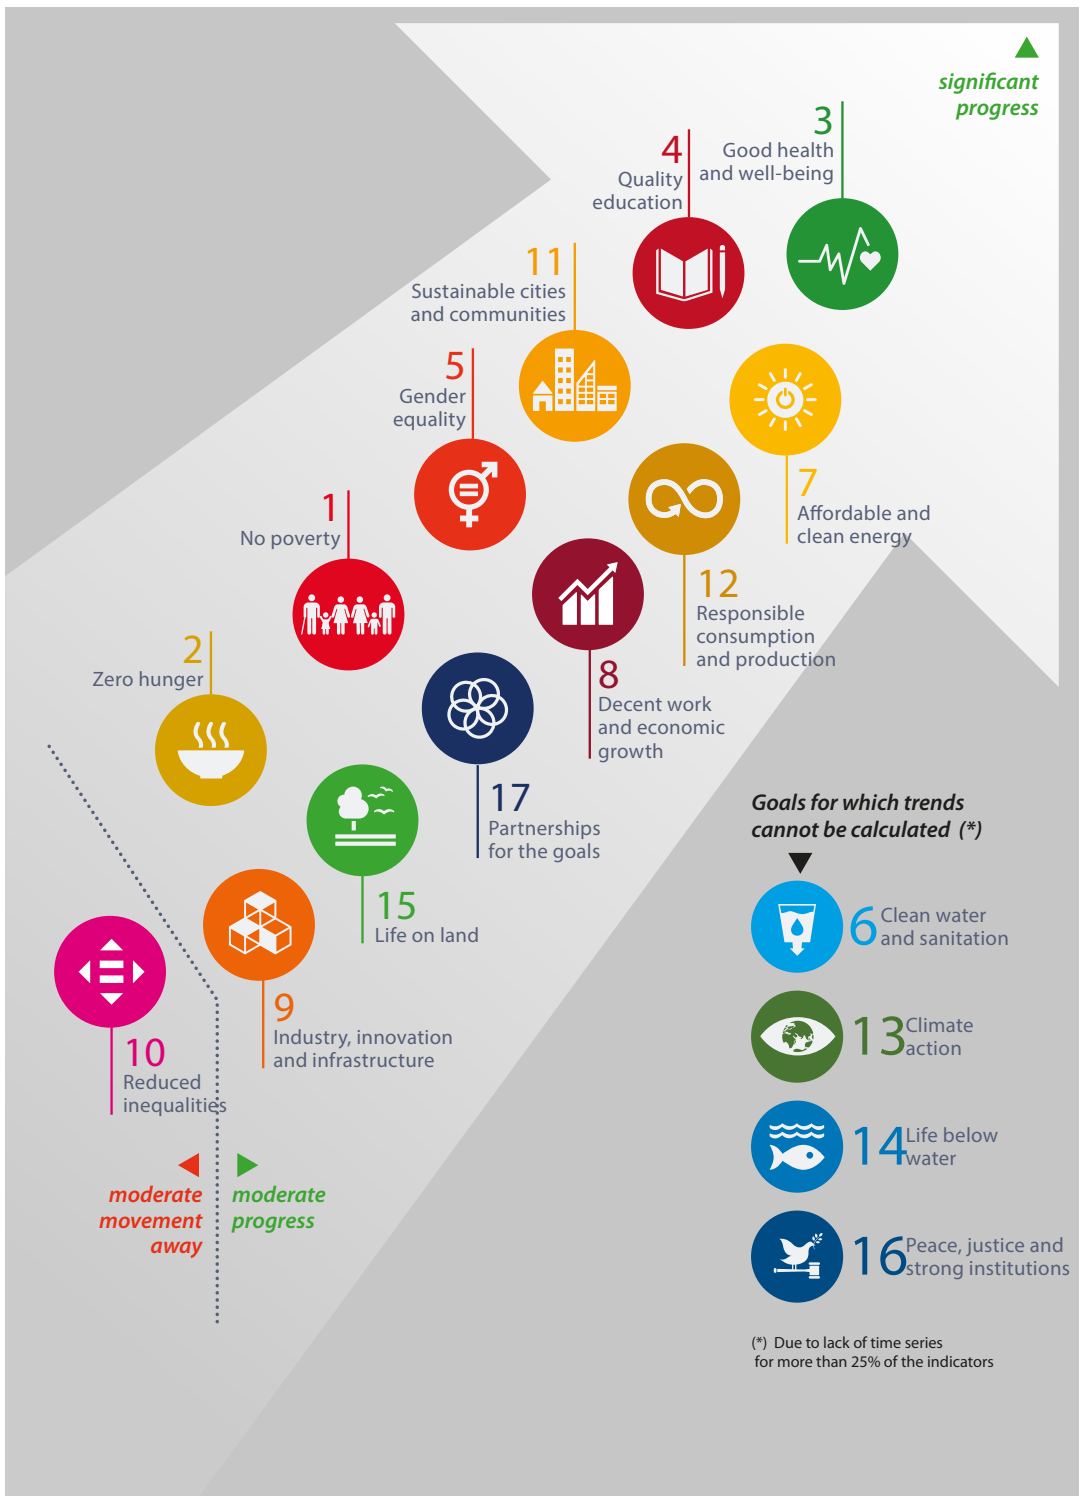 significant
progress
3
Good health
and well-being
4
Quality
education
11
Sustainable cities
and communities
5
Gender
equality
7
Affordable and
clean energy
1
No poverty
12
Responsible
consumption
and production
2
Zero hunger
8
Decent work
and economic
growth
17
Partnerships
for the goals
15
Life on land
9
Industry, innovation
and infrastructure
10
Reduced
inequalities
moderate
movement
away
moderate
progress
Goals for which trends
cannot be calculated (*)
6 Clean water
and sanitation
13 Climate
action
14 Life below
water
16 Peace, justice and
strong institutions
(*) Due to lack of time series
for more than 25% of the indicators